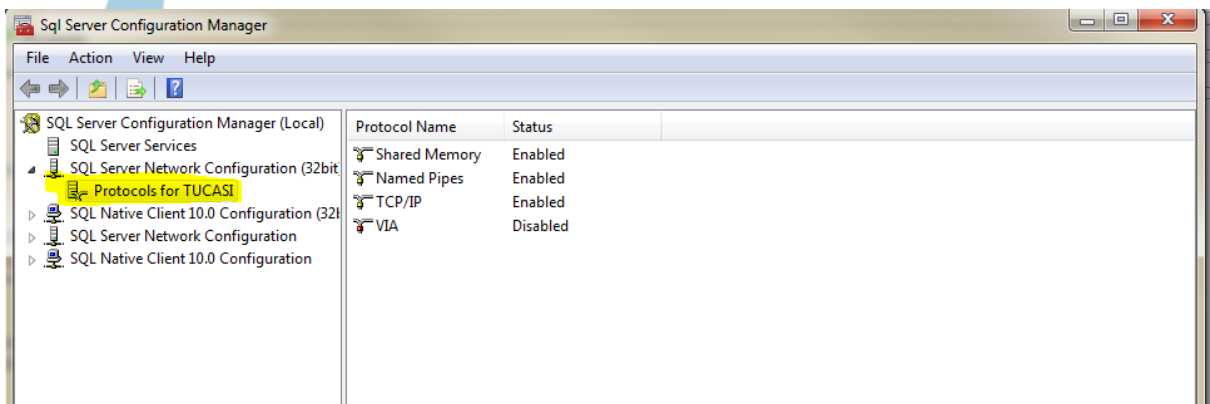 Sql Server Configuration Manager
File Action View Help
SQL Server Configuration Manager (Local)
SQL Server Services
SQL Server Network Configuration (32bit
Protocols for TUCASI
SQL Native Client 10.0 Configuration (32b
SQL Server Network Configuration
SQL Native Client 10.0 Configuration
Protocol Name Status
Shared Memory Enabled
Named Pipes Enabled
TCP/IP Enabled
VIA Disabled